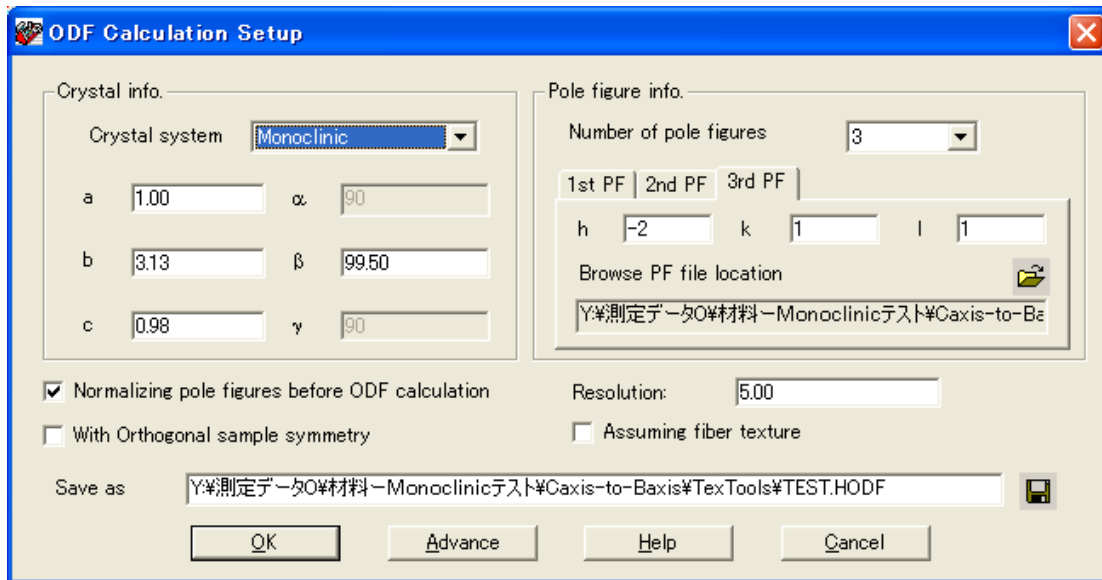 ODF Calculation Setup
Crystal info.
Crystal system Monoclinic
a 1.00 α 90
b 3.13 β 99.50
c 0.98 γ 90
Pole figure info.
Number of pole figures 3
1st PF 2nd PF 3rd PF
h -2 k 1 l 1
Browse PF file location
Y:¥測定データO¥材料ーMonoclinicテスト¥Caxis-to-Ba
Normalizing pole figures before ODF calculation
With Orthogonal sample symmetry
Resolution: 5.00
Assuming fiber texture
Save as Y:¥測定データO¥材料ーMonoclinicテスト¥Caxis-to-Baxis¥TexTools¥TEST.HODF
OK Advance Help Cancel